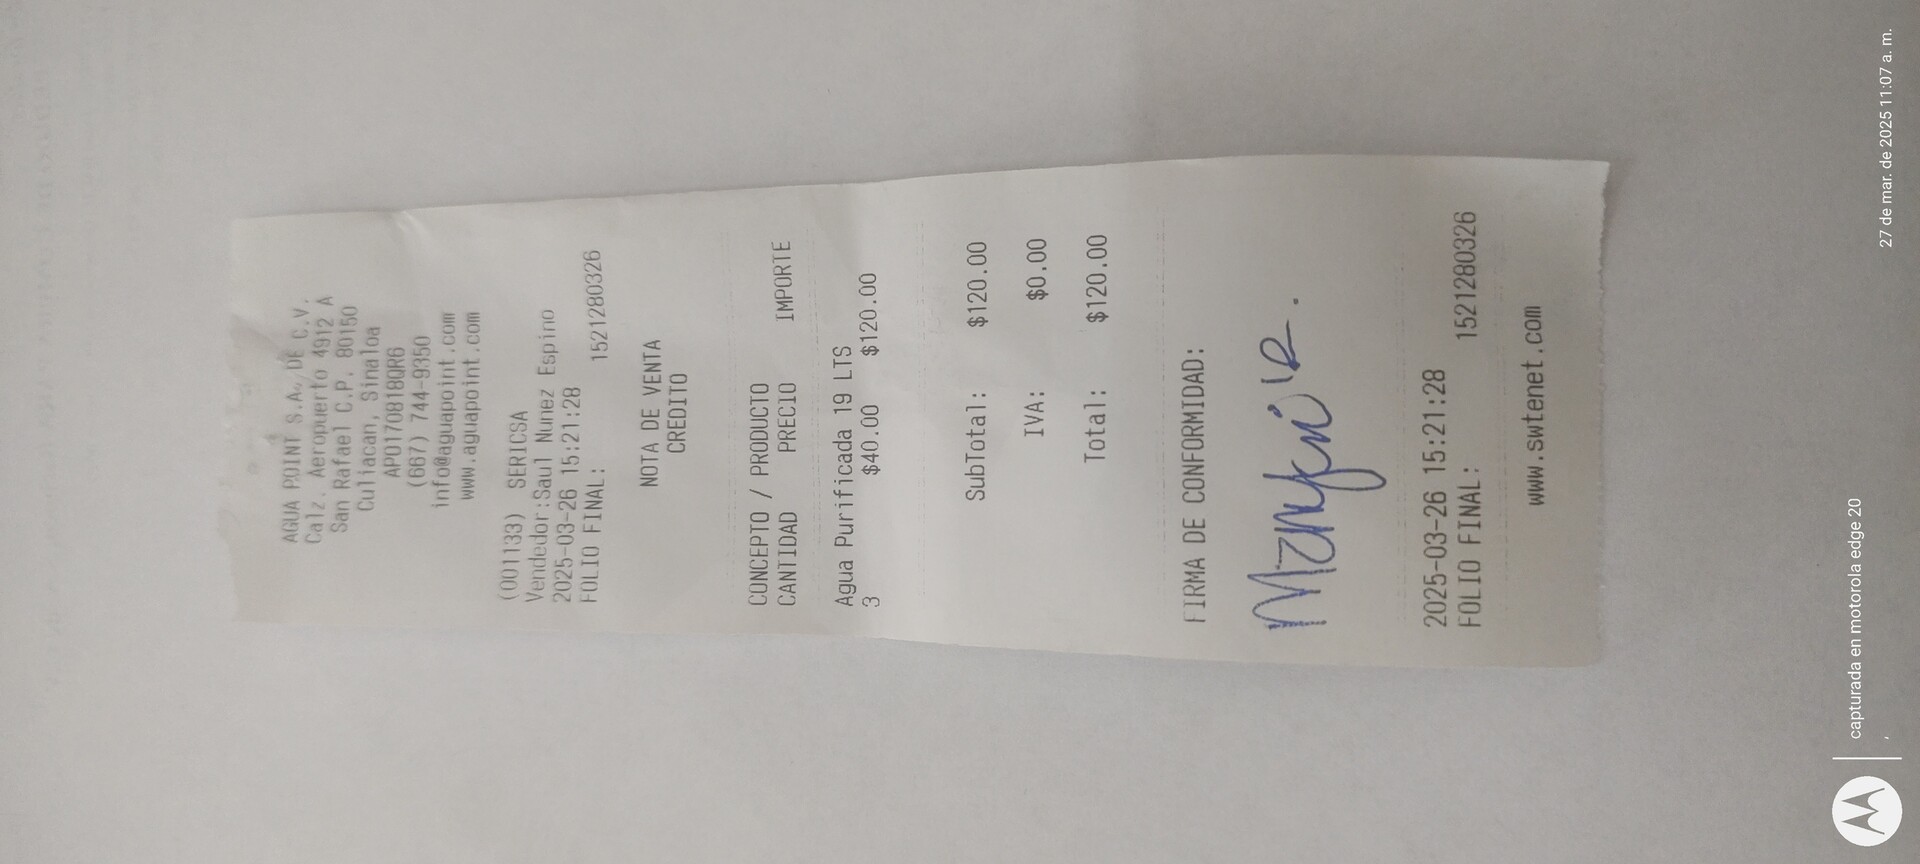 AGUA POINT S.A. DE C.V.
Calz. Aeropuerto 4912 A
San Rafael C.P. 80150
Culiacan, Sinaloa
APO170818QR6
(667) 744-9350
info@aguapoint.com
www.aguapoint.com
(001133) SERICSA
Vendedor:Saul Nunez Espino
2025-03-26 15:21:28
FOLIO FINAL: 1521280326
NOTA DE VENTA
CREDITO
CONCEPTO / PRODUCTO
CANTIDAD PRECIO IMPORTE
Agua Purificada 19 LTS
3 $40.00 $120.00
SubTotal: $120.00
IVA: $0.00
Total: $120.00
FIRMA DE CONFORMIDAD:
2025-03-26 15:21:28
FOLIO FINAL: 1521280326
www.swtenet.com
capturada en motorola edge 20
27 de mar. de 2025 11:07 a. m.